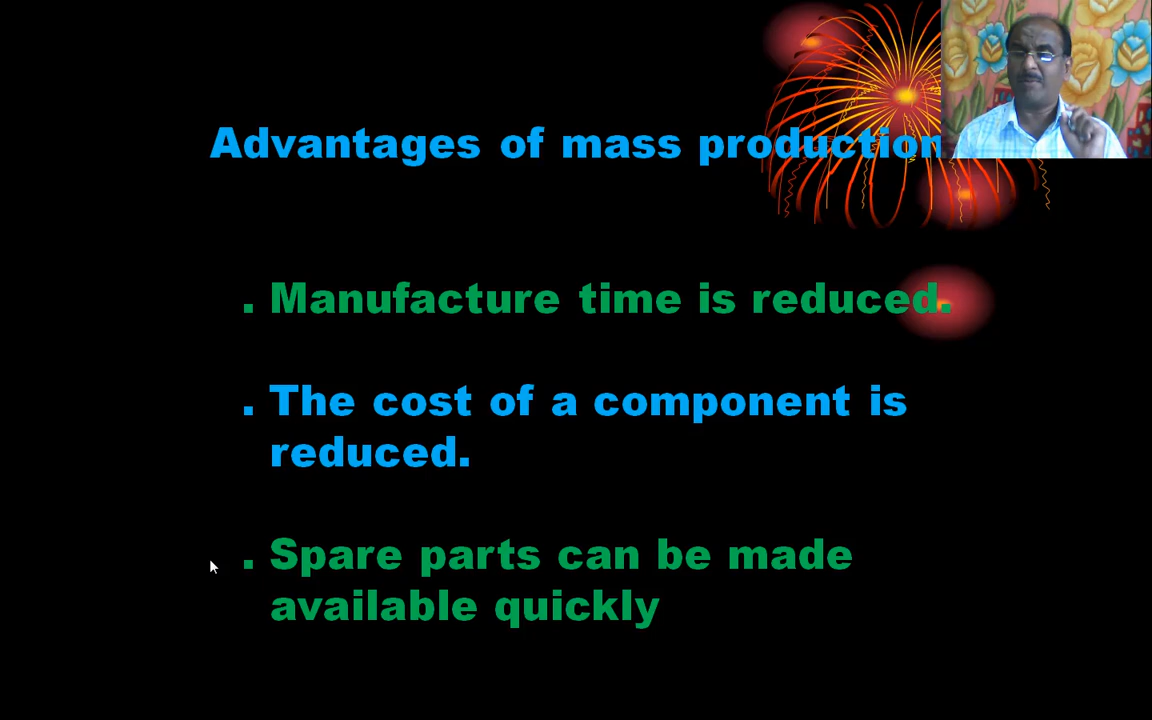 Advantages of mass production
. Manufacture time is reduced.
. The cost of a component is
reduced.
. Spare parts can be made
available quickly